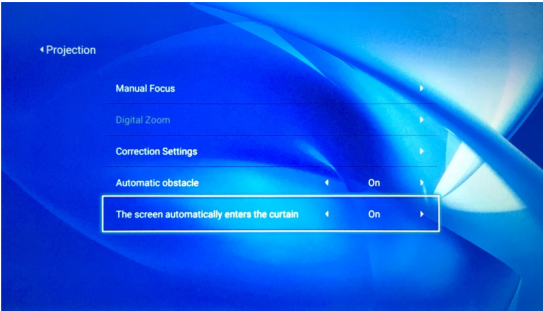 Projection
Manual Focus
Digital Zoom
Correction Settings
Automatic obstacle On
The screen automatically enters the curtain On